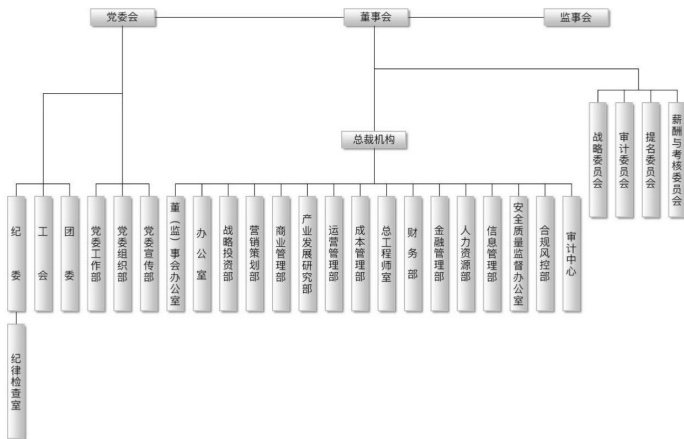 党委会
董事会
监事会
总裁机构
战略委员会
审计委员会
提名委员会
薪酬与考核委员会
纪委
工会
团委
党委工作部
党委组织部
党委宣传部
董（监）事会办公室
办公室
战略投资部
营销策划部
商业管理部
产业发展研究部
运营管理部
成本管理部
总工程师室
财务部
金融管理部
人力资源部
信息管理部
安全质量监督办公室
合规风控部
审计中心
纪律检查室